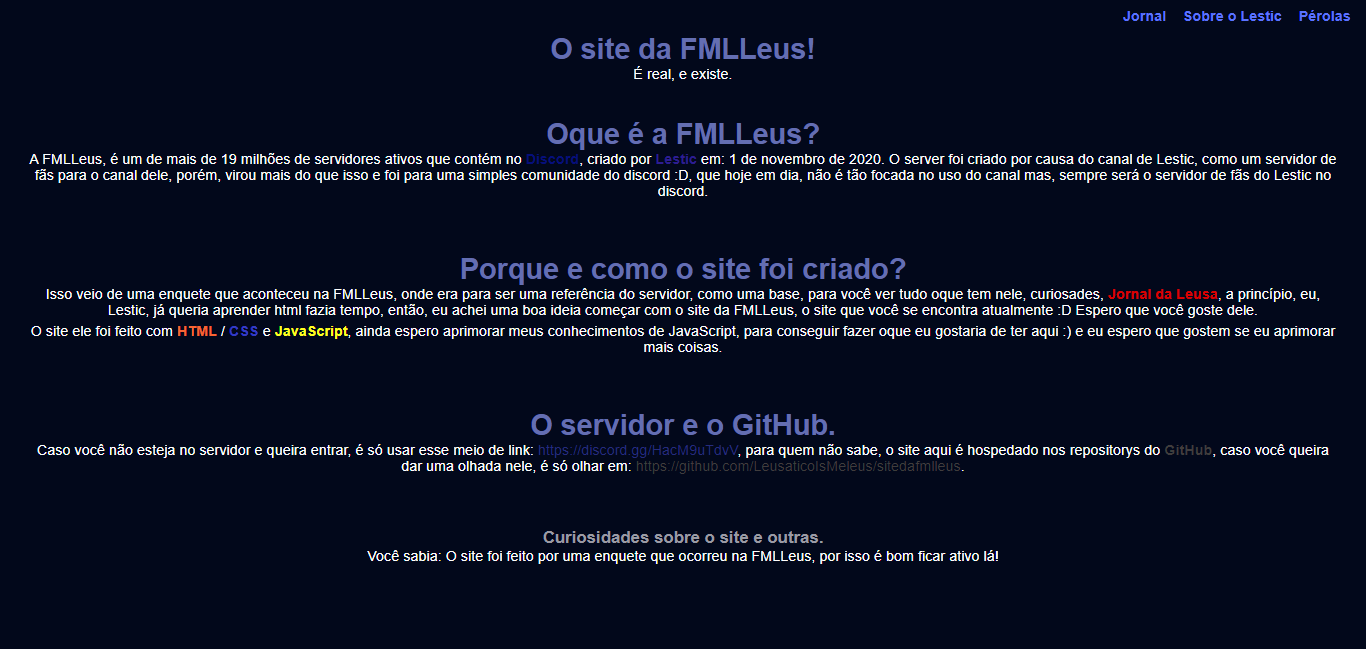 Jornal Sobre o Lestic Pérolas
O site da FMLLeus!
É real, e existe.
Oque é a FMLLeus?
A FMLLeus, é um de mais de 19 milhões de servidores ativos que contém no Discord, criado por Lestic em: 1 de novembro de 2020. O server foi criado por causa do canal de Lestic, como um servidor de
fãs para o canal dele, porém, virou mais do que isso e foi para uma simples comunidade do discord :D, que hoje em dia, não é tão focada no uso do canal mas, sempre será o servidor de fãs do Lestic no
discord.
Porque e como o site foi criado?
Isso veio de uma enquete que aconteceu na FMLLeus, onde era para ser uma referência do servidor, como uma base, para você ver tudo oque tem nele, curiosades, Jornal da Leusa, a princípio, eu,
Lestic, já queria aprender html fazia tempo, então, eu achei uma boa ideia começar com o site da FMLLeus, o site que você se encontra atualmente :D Espero que você goste dele.
O site ele foi feito com HTML / CSS e JavaScript, ainda espero aprimorar meus conhecimentos de JavaScript, para conseguir fazer oque eu gostaria de ter aqui :) e eu espero que gostem se eu aprimorar
mais coisas.
O servidor e o GitHub.
Caso você não esteja no servidor e queira entrar, é só usar esse meio de link: https://discord.gg/HacM9uTdvV, para quem não sabe, o site aqui é hospedado nos repositorys do GitHub, caso você queira
dar uma olhada nele, é só olhar em: https://github.com/LeusaticoIsMeleus/sitedafmlleus.
Curiosidades sobre o site e outras.
Você sabia: O site foi feito por uma enquete que ocorreu na FMLLeus, por isso é bom ficar ativo lá!